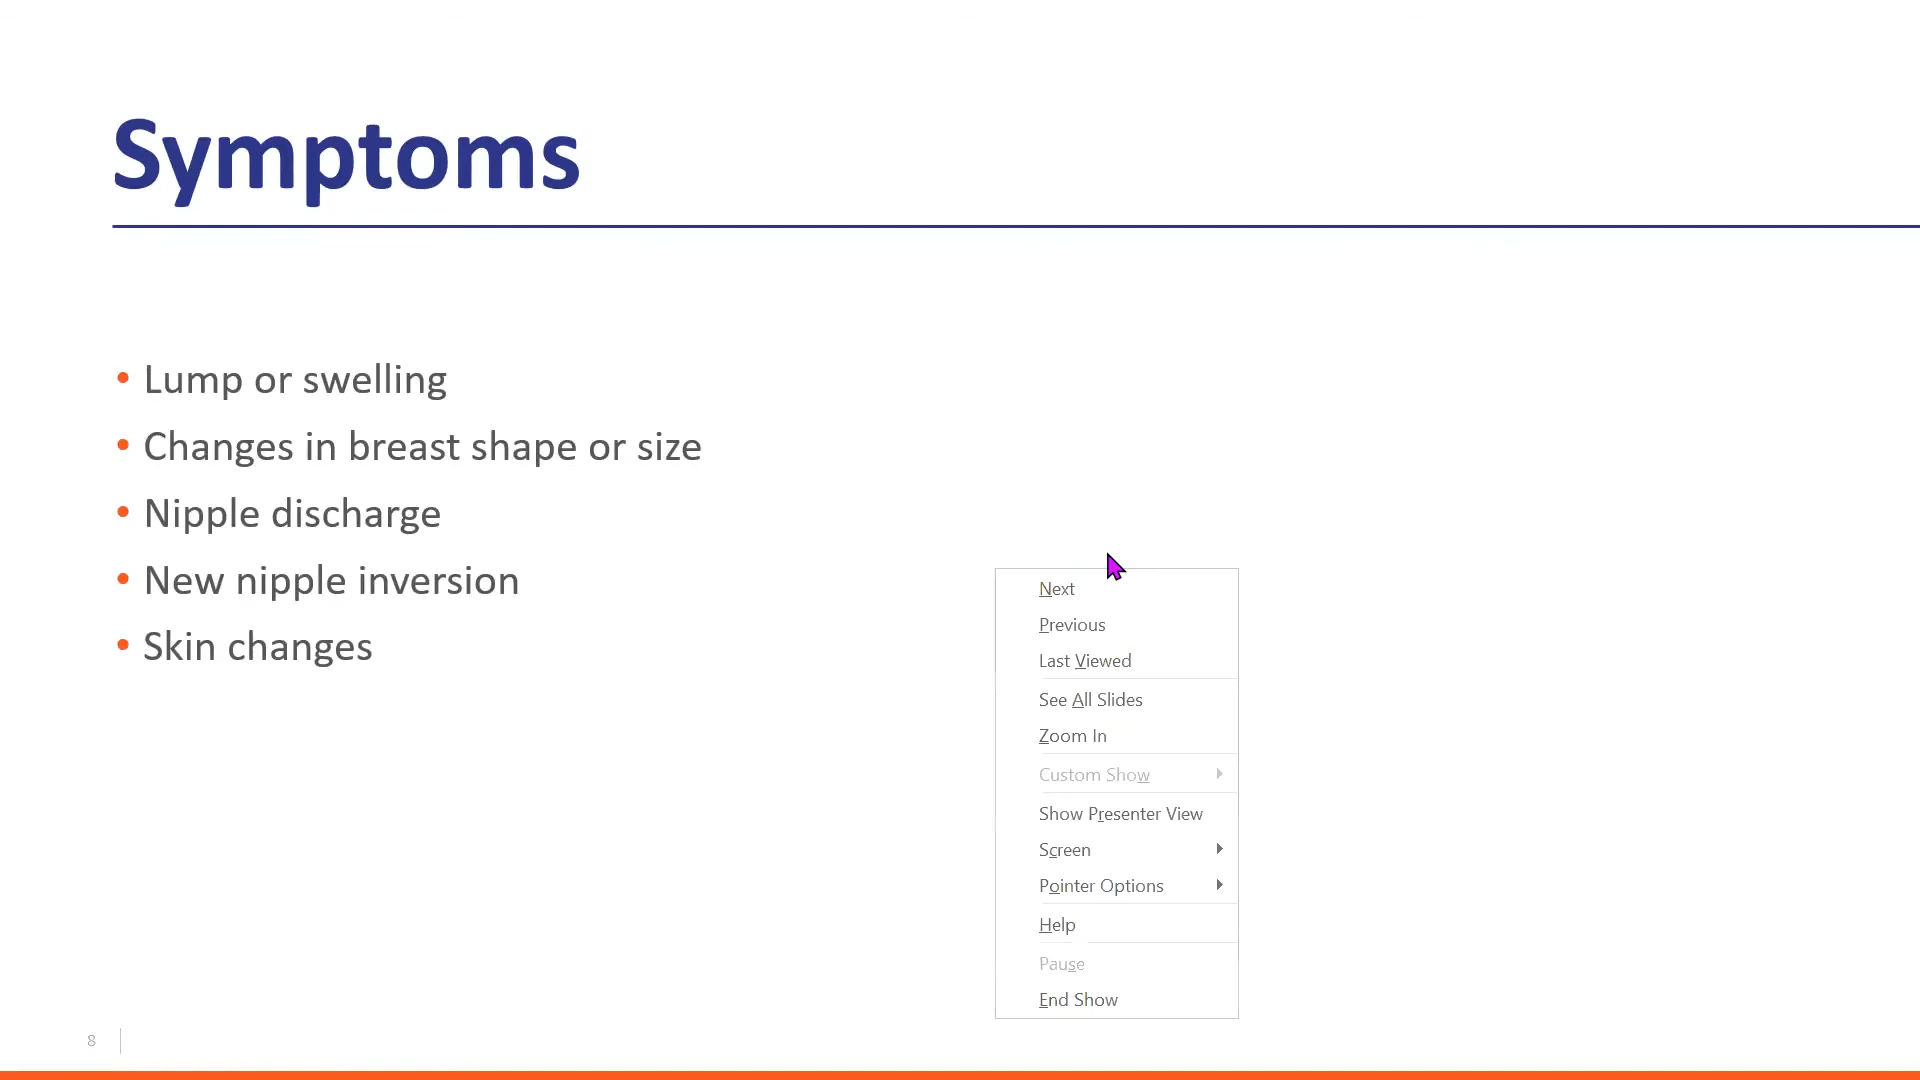 Symptoms
• Lump or swelling
• Changes in breast shape or size
• Nipple discharge
• New nipple inversion
• Skin changes
Next
Previous
Last Viewed
See All Slides
Zoom In
Custom Show
Show Presenter View
Screen
Pointer Options
Help
Pause
End Show
8